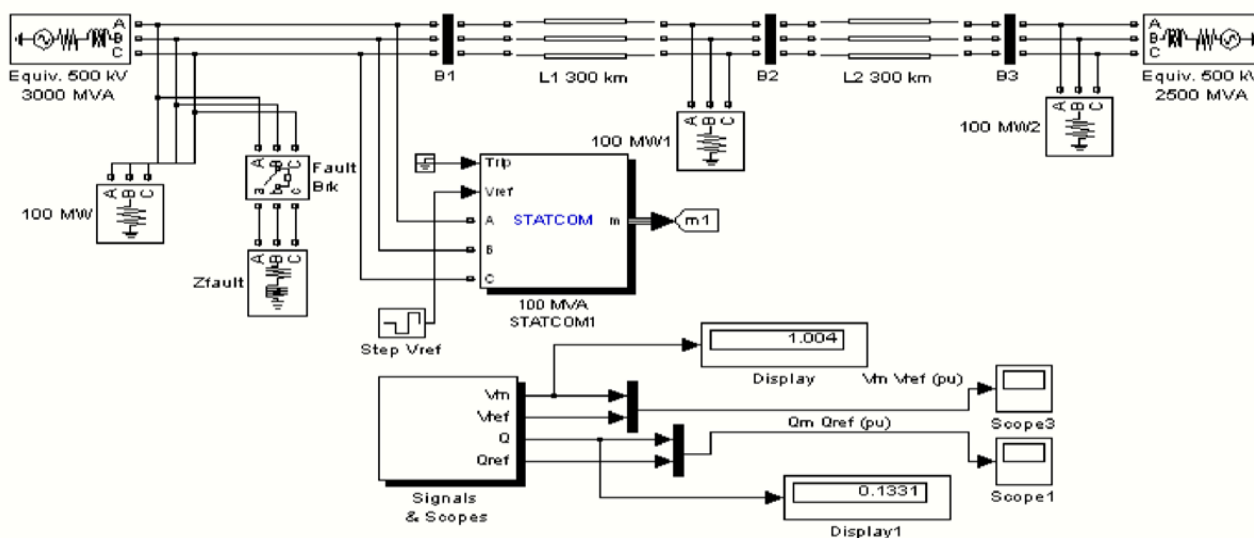 A
B
C
Equiv. 500 kV
3000 MVA
B1
L1 300 km
B2
L2 300 km
B3
A
B
C
Equiv. 500 kV
2500 MVA
A B C
100 MW
A B C
a b c
Fault
Brk
A B C
Zfault
Trip
Vref
A
B
C
STATCOM
m
m1
100 MVA
STATCOM1
A B C
100 MW1
A B C
100 MW2
Step Vref
1.004
Display
Vm Vref (pu)
Scope3
Vm
Vref
Q
Qref
Signals
& Scopes
Qm Qref (pu)
Scope1
0.1331
Display1